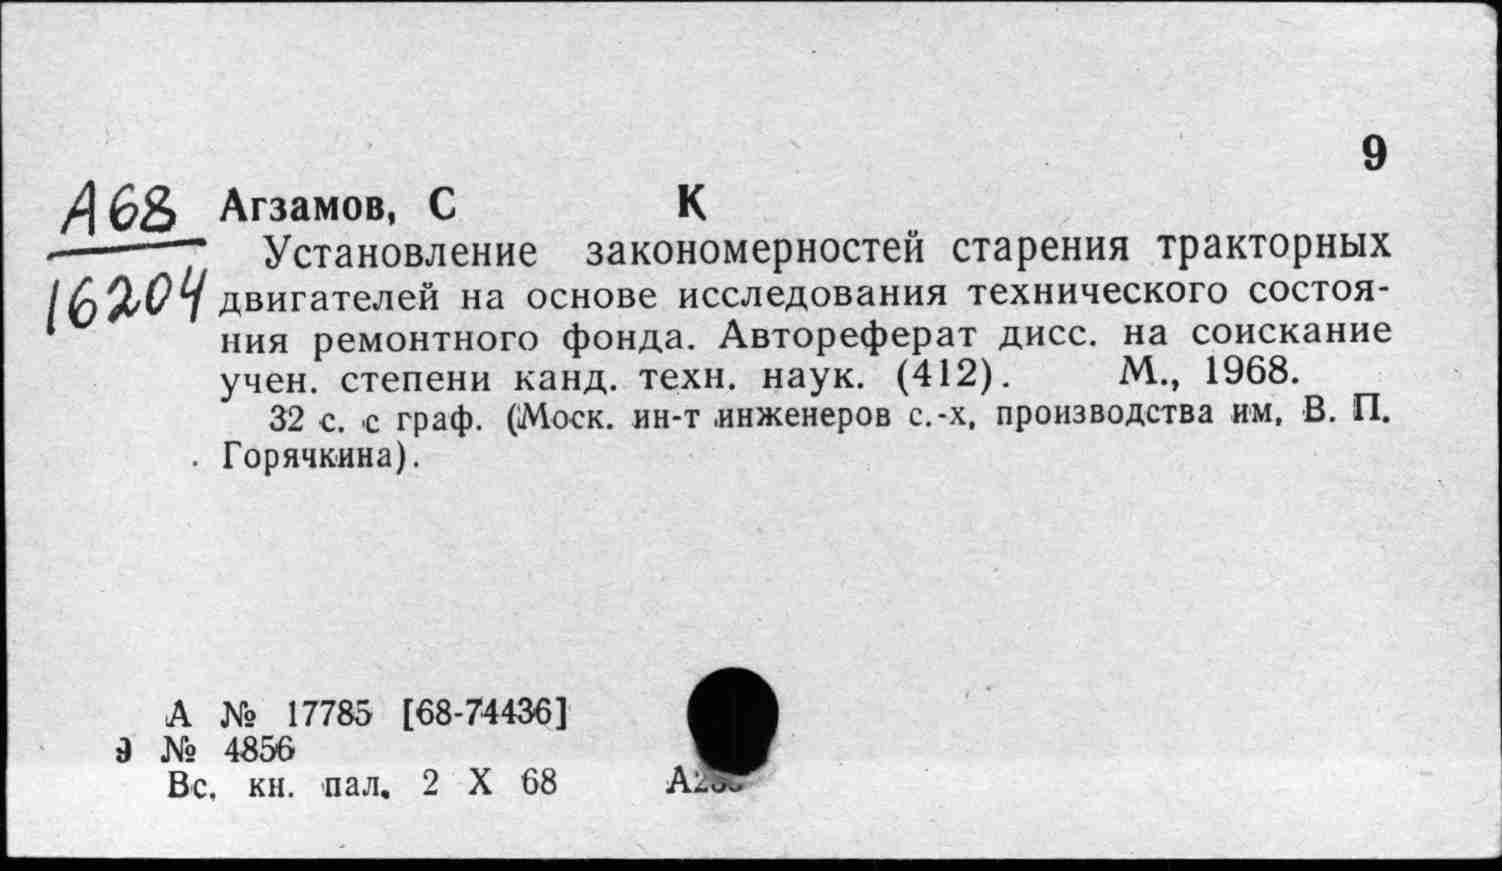 9
А68 Агзамов, С К
Установление закономерностей старения тракторных
16204 двигателей на основе исследования технического состоя-
ния ремонтного фонда. Автореферат дисс. на соискание
учен. степени канд. техн. наук. (412). М., 1968.
32 с. с граф. (Моск. ин-т инженеров с.-х. производства им. В. П.
Горячкина).
А № 17785 [68-74436]
Э № 4856
Вс. кн. пал. 2 X 68